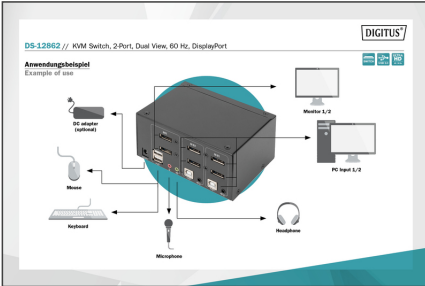 DIGITUS®
DS-12862 // KVM Switch, 2-Port, Dual View, 60 Hz, DisplayPort
Anwendungsbeispiel
Example of use
Monitor 1/2
DC adapter
(optional)
PC Input 1/2
Mouse
Keyboard
Headphone
Microphone